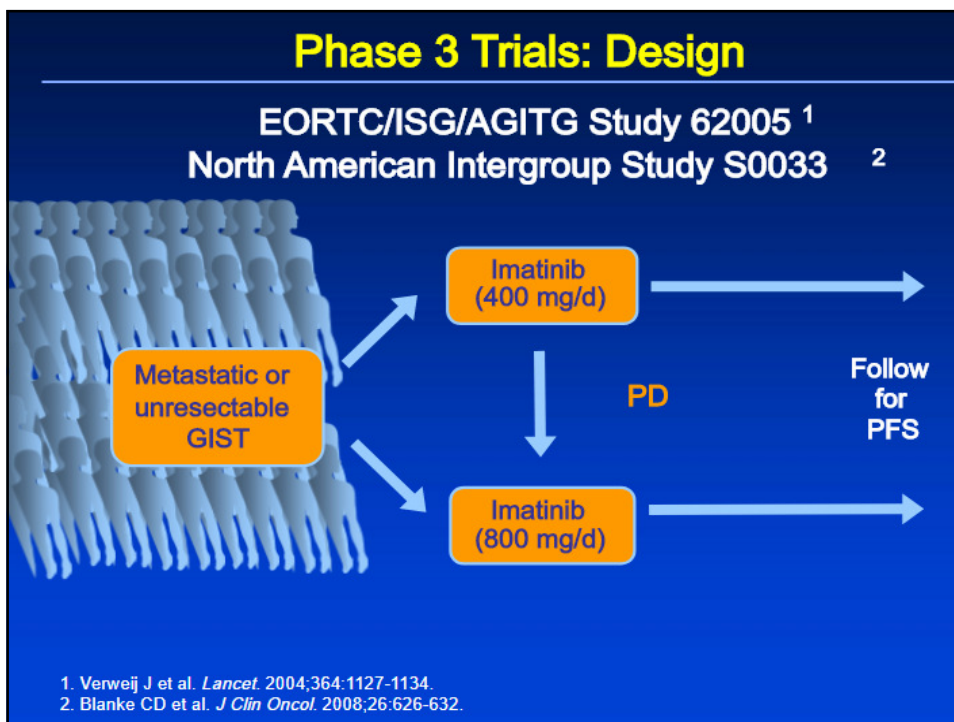 Phase 3 Trials: Design
EORTC/ISG/AGITG Study 62005 1
North American Intergroup Study S0033 2
Imatinib
(400 mg/d)
Metastatic or
unresectable
GIST
PD
Follow
for
PFS
Imatinib
(800 mg/d)
1. Verweij J et al. Lancet. 2004;364:1127-1134.
2. Blanke CD et al. J Clin Oncol. 2008;26:626-632.